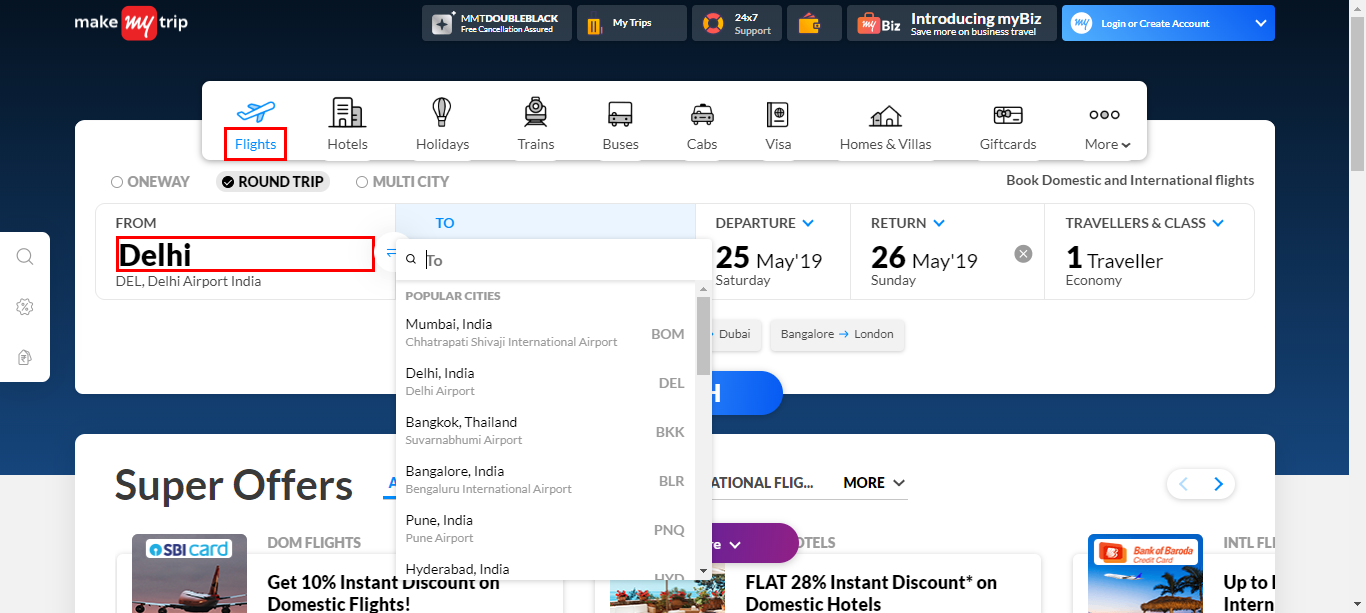 make my trip
MMTDOUBLEBLACK
Free Cancellation Assured
My Trips
24x7
Support
my Biz
Introducing myBiz
Save more on business travel
my
Login or Create Account
Flights
Hotels
Holidays
Trains
Buses
Cabs
Visa
Homes & Villas
Giftcards
More
ONEWAY
ROUND TRIP
MULTI CITY
Book Domestic and International flights
FROM
Delhi
DEL, Delhi Airport India
TO
To
DEPARTURE
25 May'19
Saturday
RETURN
26 May'19
Sunday
TRAVELLERS & CLASS
1 Traveller
Economy
POPULAR CITIES
Mumbai, India
Chhatrapati Shivaji International Airport
BOM
Delhi, India
Delhi Airport
DEL
Bangkok, Thailand
Suvarnabhumi Airport
BKK
Bangalore, India
Bengaluru International Airport
BLR
Pune, India
Pune Airport
PNQ
Hyderabad, India
HYD
→ Dubai
Bangalore → London
H
Super Offers
A
ATIONAL FLIG...
MORE
re
SBI card
DOM FLIGHTS
Get 10% Instant Discount on
Domestic Flights!
OTELS
FLAT 28% Instant Discount* on
Domestic Hotels
Bank of Baroda
Credit Card
INTL FLI
Up to
Intern